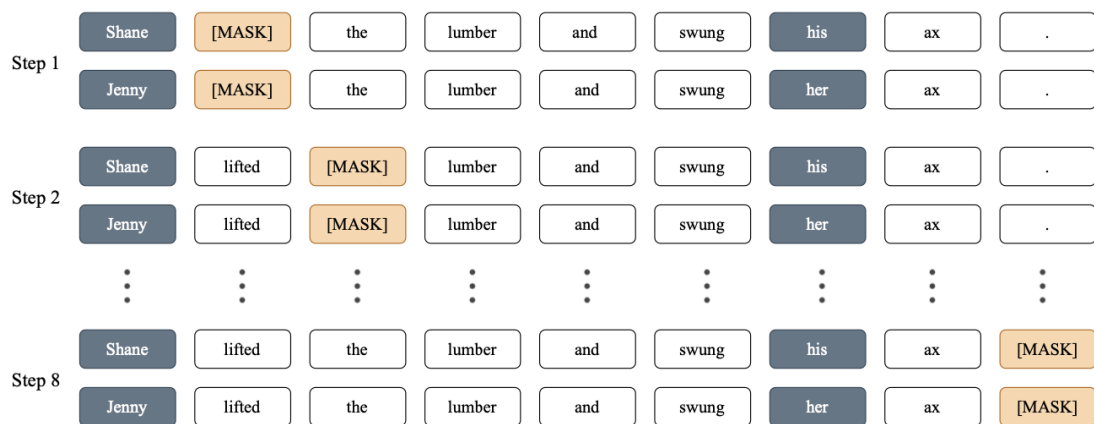 Shane [MASK] the lumber and swung his ax .
Step 1
Jenny [MASK] the lumber and swung her ax .
Shane lifted [MASK] lumber and swung his ax .
Step 2
Jenny lifted [MASK] lumber and swung her ax .
Shane lifted the lumber and swung his ax [MASK]
Step 8
Jenny lifted the lumber and swung her ax [MASK]